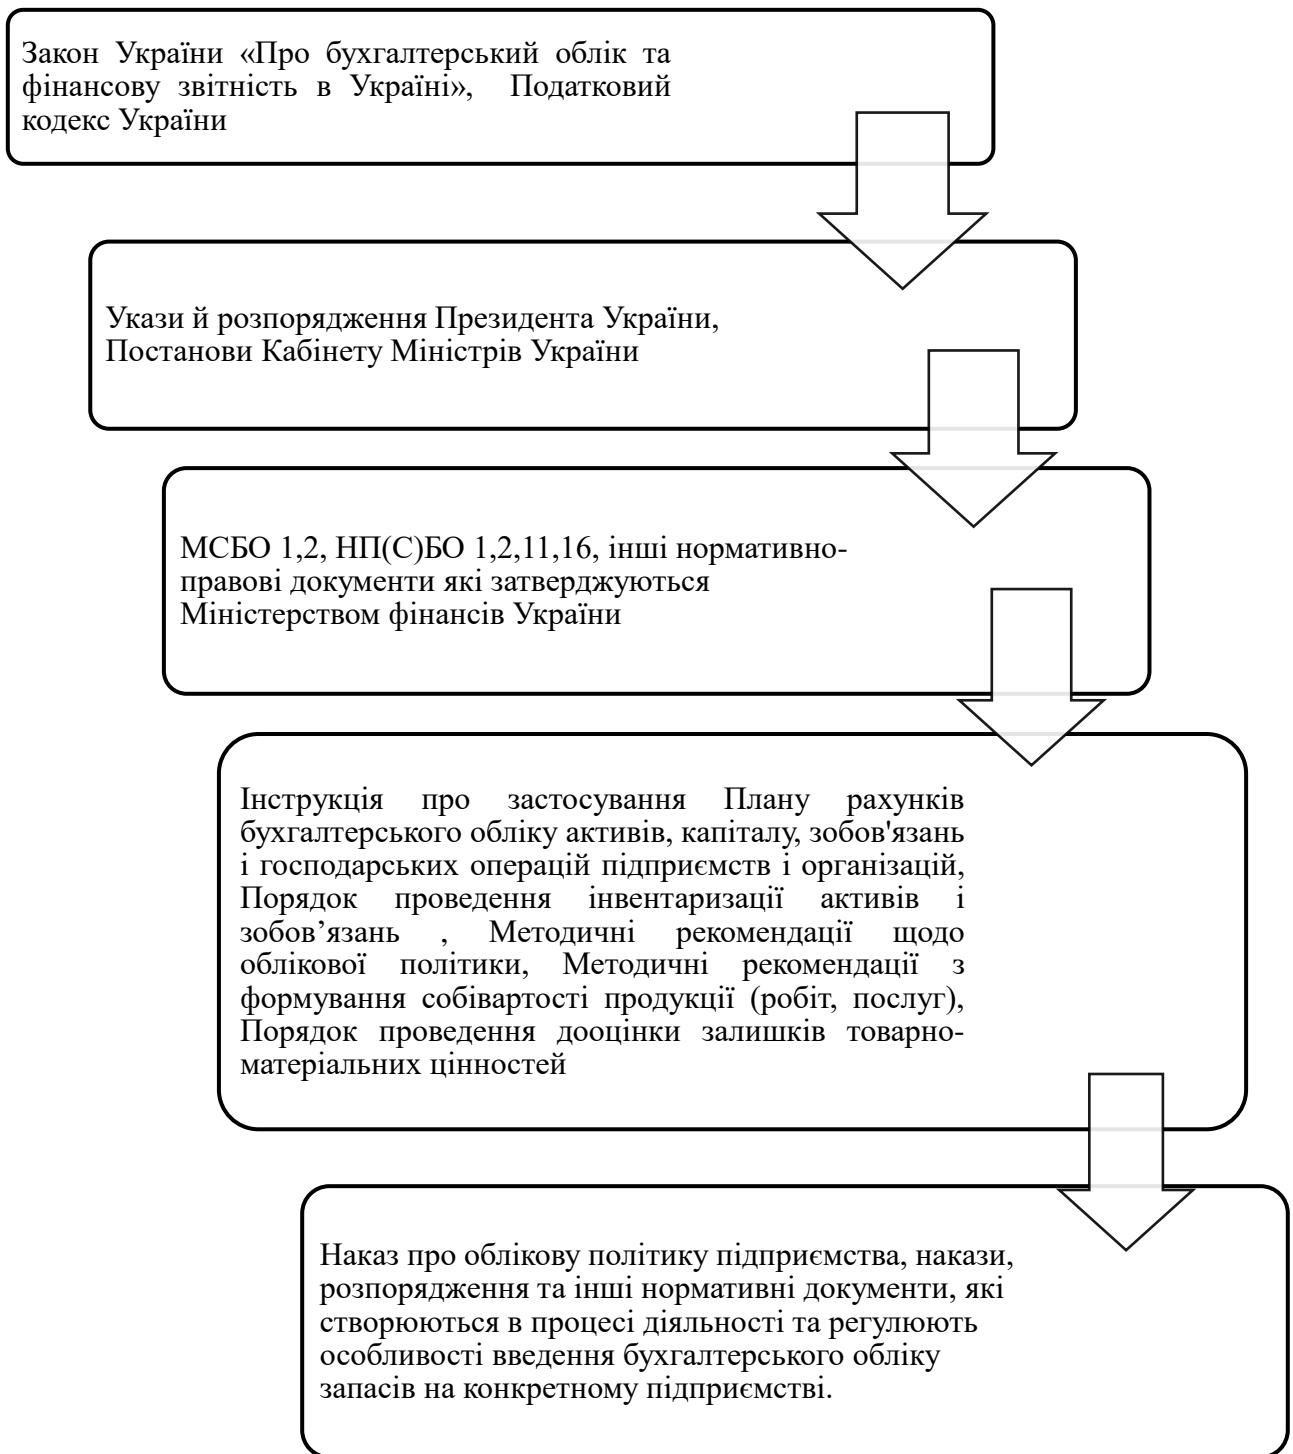 Закон України «Про бухгалтерський облік та
фінансову звітність в Україні», Податковий
кодекс України
Укази й розпорядження Президента України,
Постанови Кабінету Міністрів України
МСБО 1,2, НП(С)БО 1,2,11,16, інші нормативно-
правові документи які затверджуються
Міністерством фінансів України
Інструкція про застосування Плану рахунків
бухгалтерського обліку активів, капіталу, зобов'язань
і господарських операцій підприємств і організацій,
Порядок проведення інвентаризації активів і
зобов’язань , Методичні рекомендації щодо
облікової політики, Методичні рекомендації з
формування собівартості продукції (робіт, послуг),
Порядок проведення дооцінки залишків товарно-
матеріальних цінностей
Наказ про облікову політику підприємства, накази,
розпорядження та інші нормативні документи, які
створюються в процесі діяльності та регулюють
особливості введення бухгалтерського обліку
запасів на конкретному підприємстві.